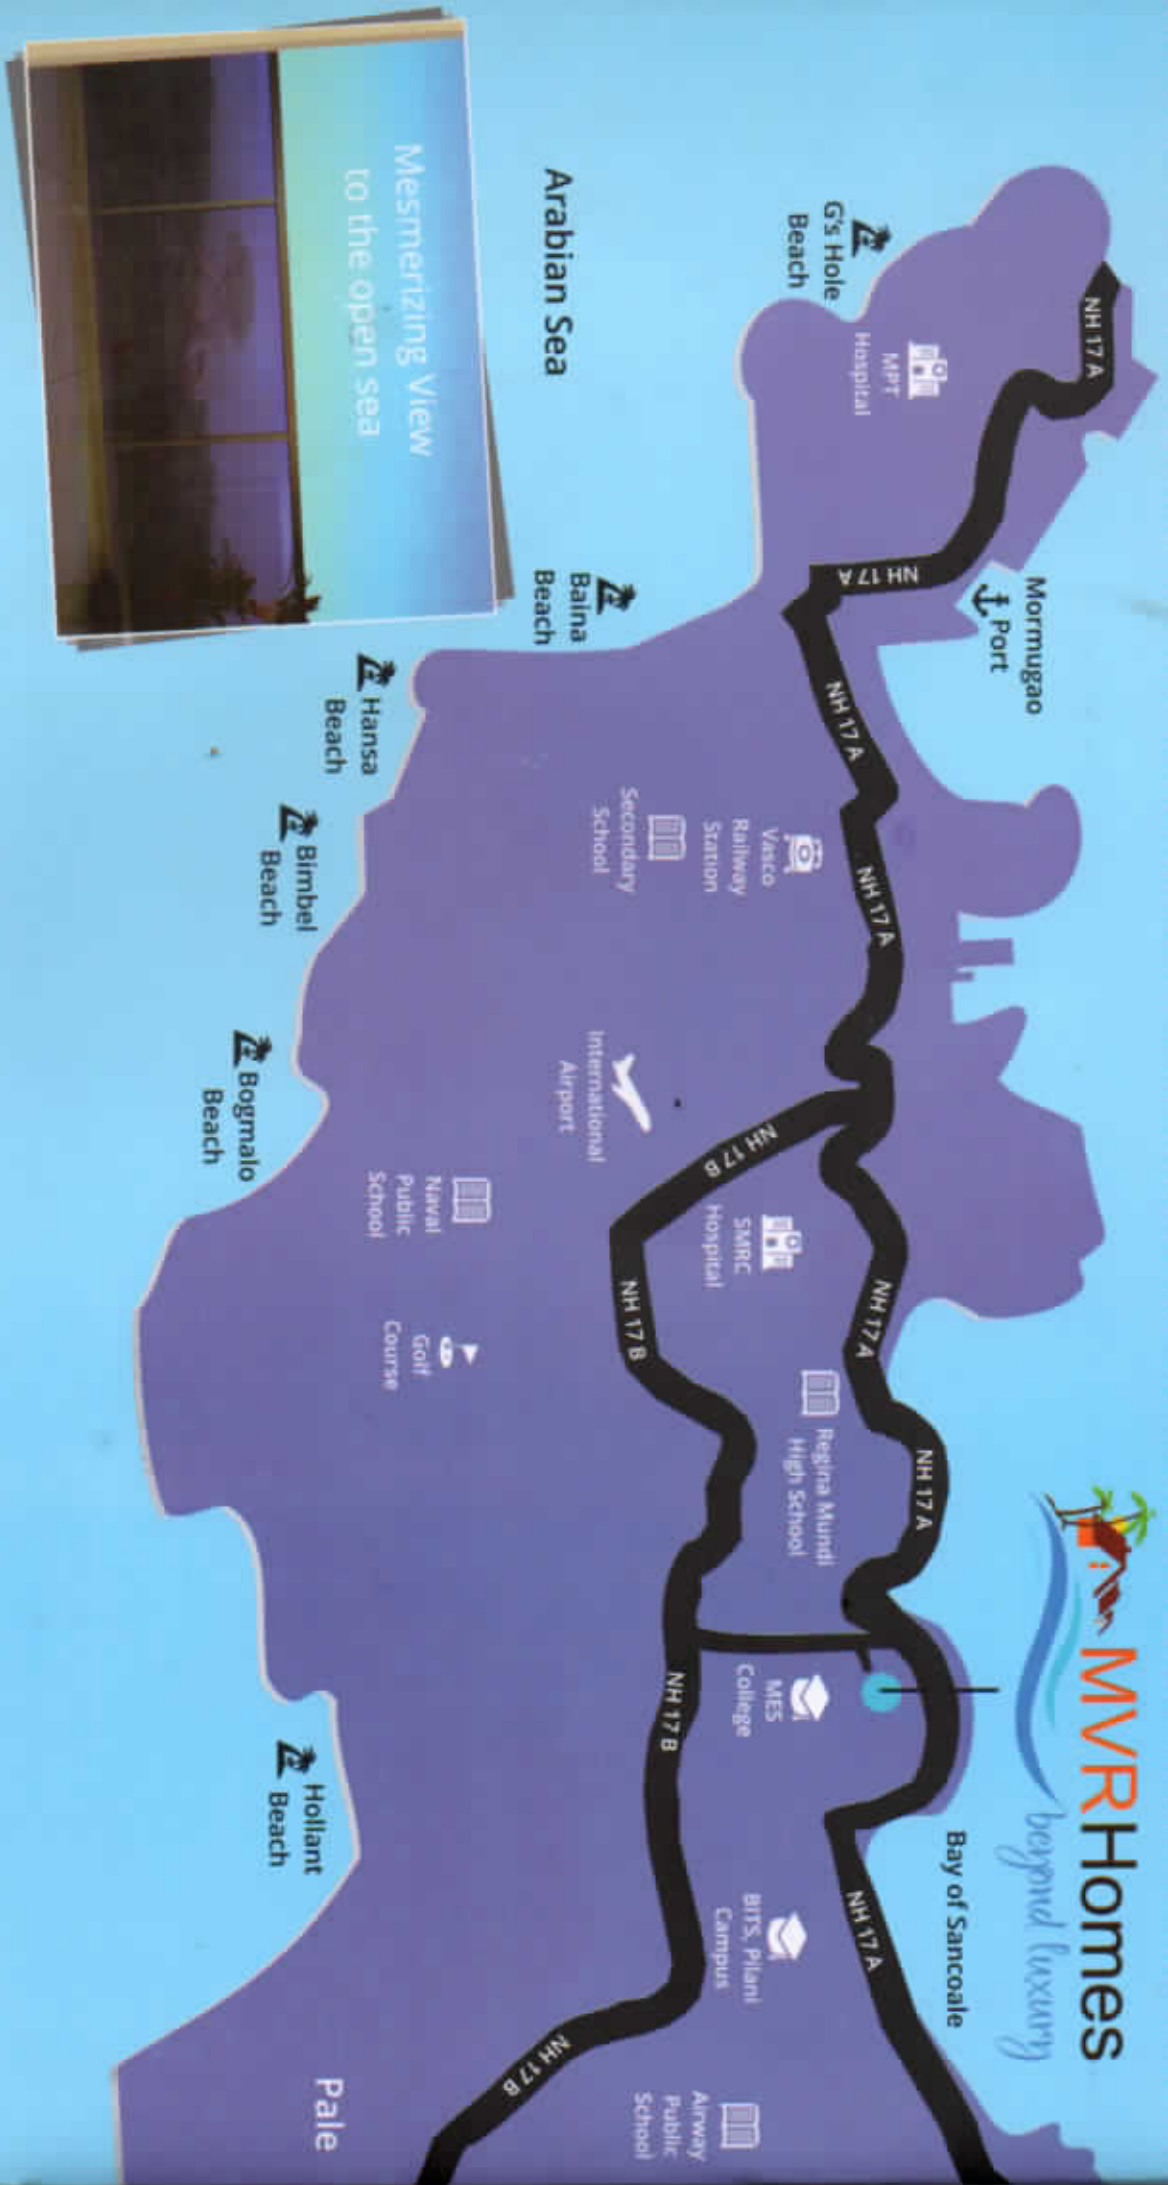 MVRHomes
beyond luxury
NH 17 A
Mormugao
Port
G's Hole
Beach
MPT
Hospital
NH 17 A
Arabian Sea
Baina
Beach
NH 17 A
NH 17 A
Vasco
Railway
Station
Secondary
School
Hansa
Beach
Bimbel
Beach
Bogmalo
Beach
International
Airport
NH 17 B
SMRC
Hospital
NH 17 A
NH 17 B
Naval
Public
School
Golf
Course
NH 17 A
Regina Mundi
High School
MES
College
NH 17 B
Bay of Sancoale
NH 17 A
Hollant
Beach
BITS, Pilani
Campus
NH 17 B
Airway
Public
School
Pale
Mesmerizing View
to the open sea